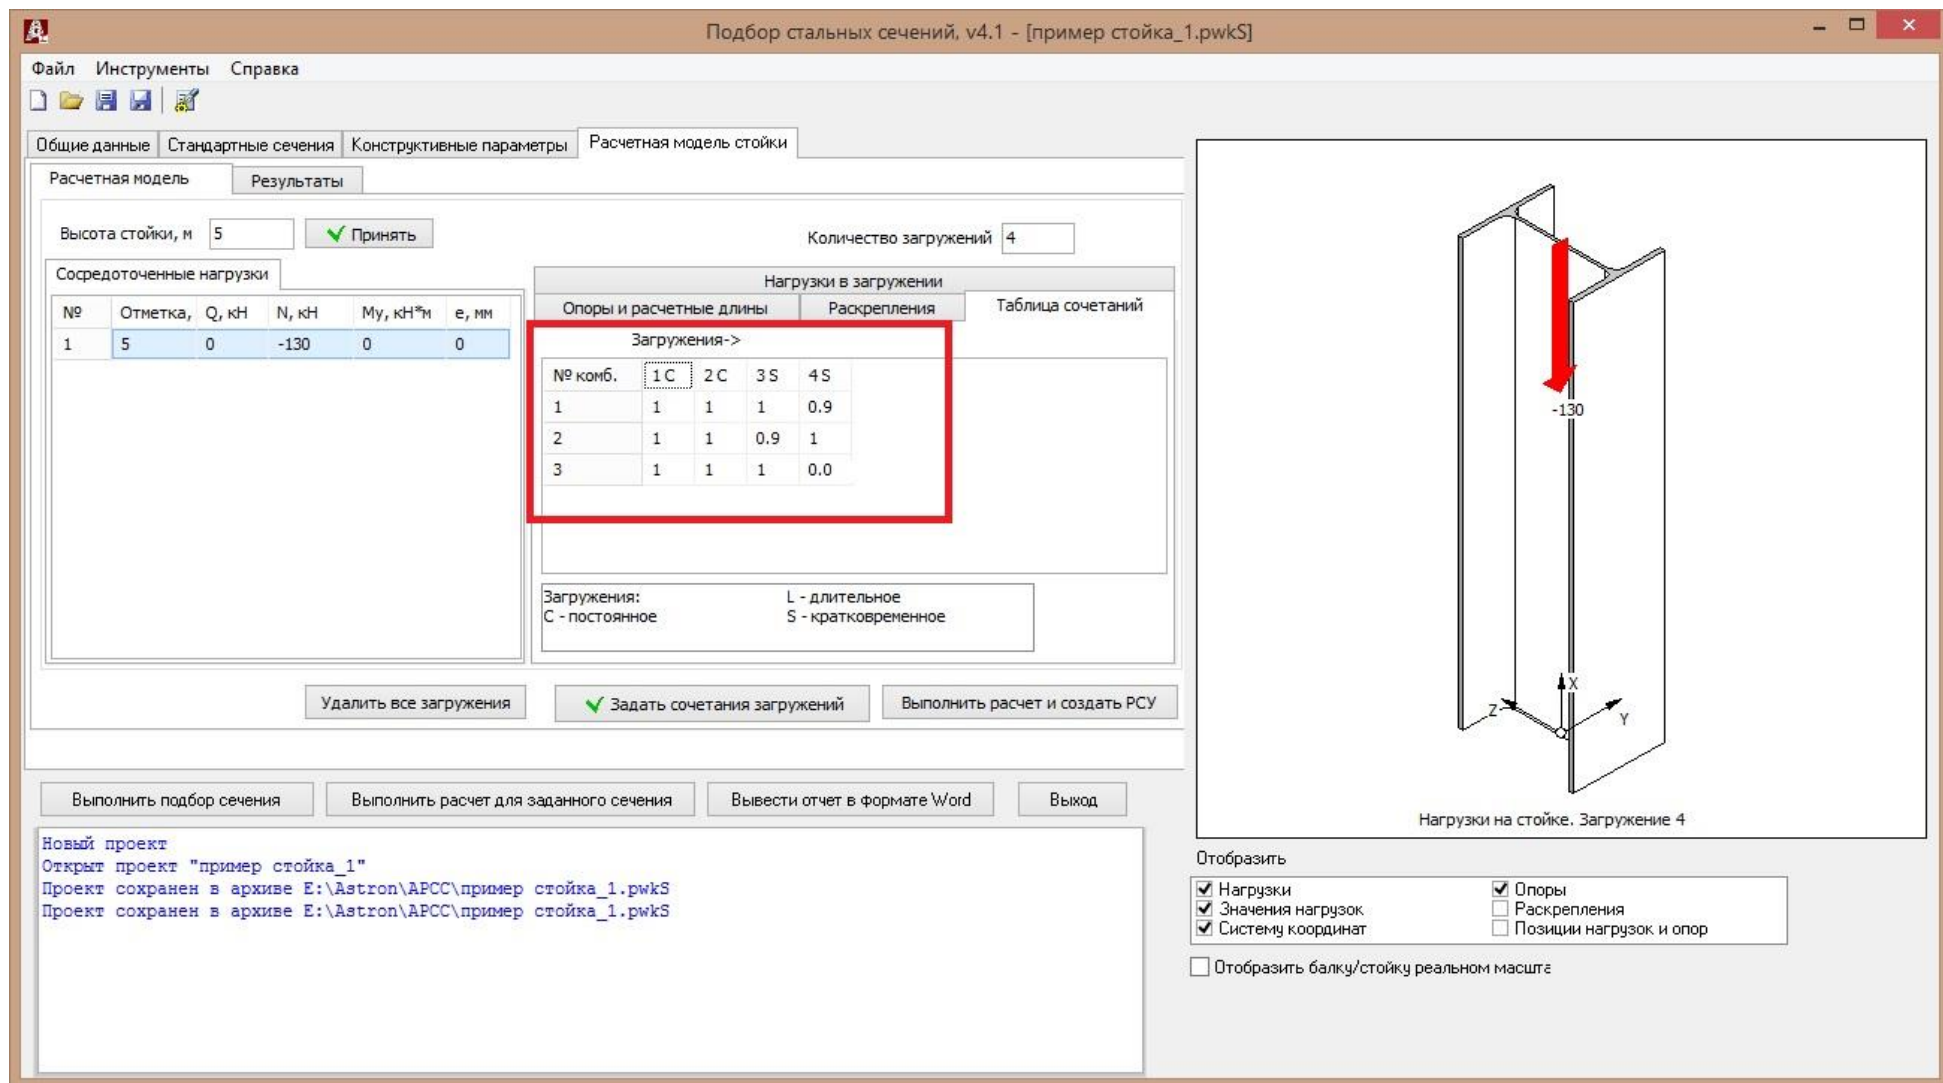 Подбор стальных сечений, v4.1 - [пример стойка_1.pwkS]
Файл Инструменты Справка
Общие данные Стандартные сечения Конструктивные параметры Расчетная модель стойки
Расчетная модель Результаты
Высота стойки, м 5 Принять
Количество загружений 4
Сосредоточенные нагрузки
№ Отметка, Q, кН N, кН My, кН*м e, мм
1 5 0 -130 0 0
Нагрузки в загружении
Опоры и расчетные длины Раскрепления Таблица сочетаний
Загружения->
№ комб. 1 C 2 C 3 S 4 S
1 1 1 1 0.9
2 1 1 0.9 1
3 1 1 1 0.0
Загружения: L - длительное
C - постоянное S - кратковременное
Удалить все загружения Задать сочетания загружений Выполнить расчет и создать РСУ
Выполнить подбор сечения Выполнить расчет для заданного сечения Вывести отчет в формате Word Выход
Новый проект
Открыт проект "пример стойка_1"
Проект сохранен в архиве E:\Astron\АРСС\пример стойка_1.pwkS
Проект сохранен в архиве E:\Astron\АРСС\пример стойка_1.pwkS
-130
X
Z
Y
Нагрузки на стойке. Загружение 4
Отобразить
Нагрузки Опоры
Значения нагрузок Раскрепления
Систему координат Позиции нагрузок и опор
Отобразить балку/стойку реальном масшта